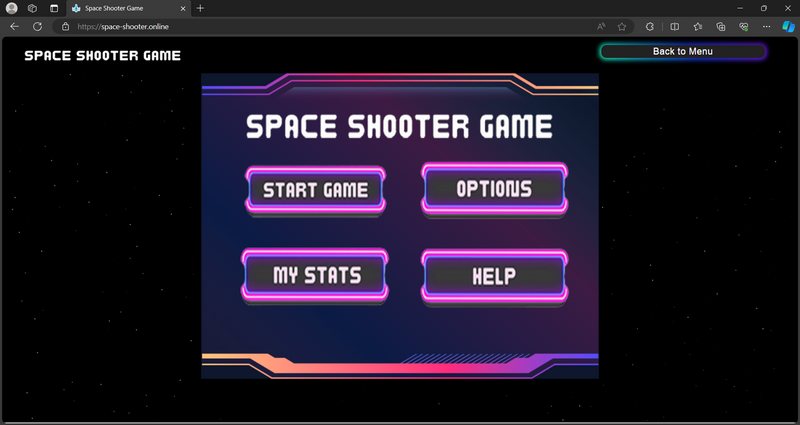 Space Shooter Game
https://space-shooter.online
SPACE SHOOTER GAME
Back to Menu
SPACE SHOOTER GAME
START GAME
OPTIONS
MY STATS
HELP